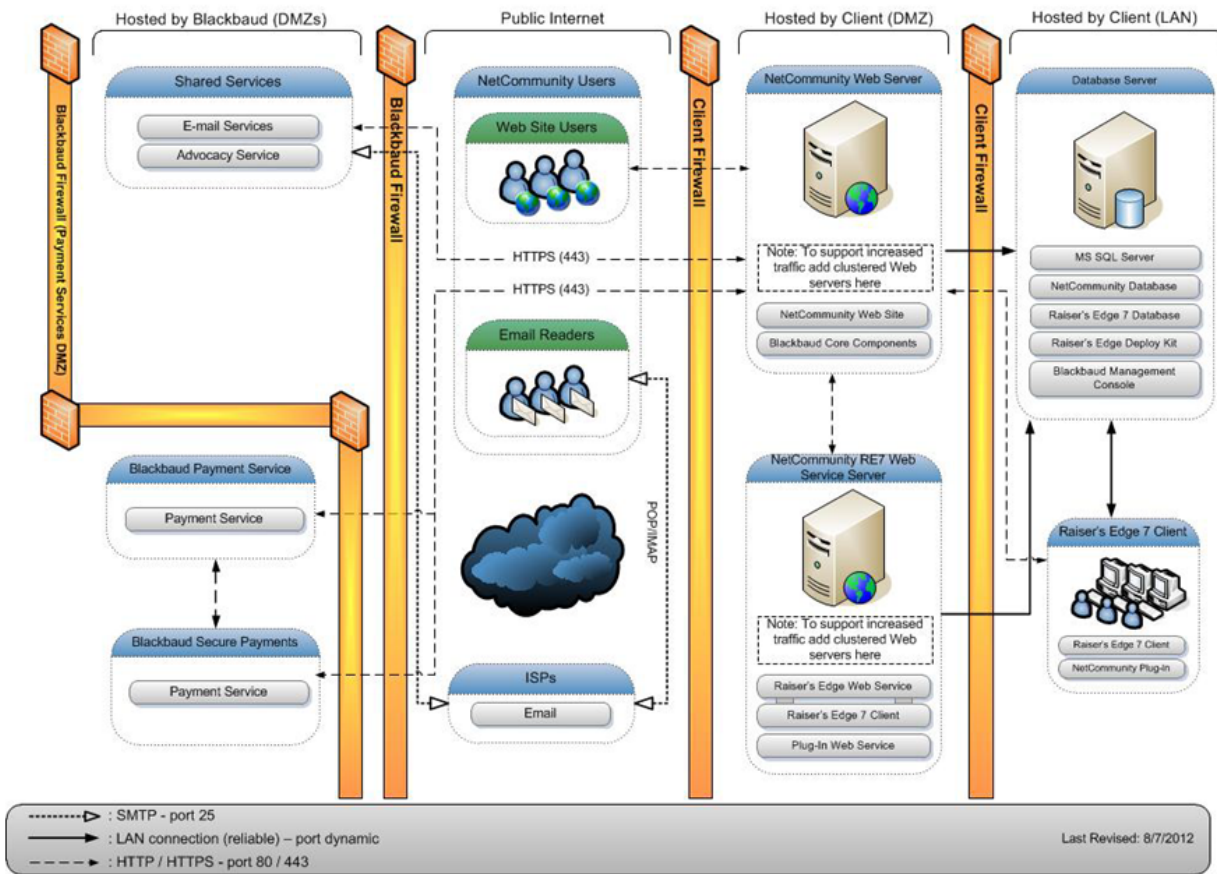 Hosted by Blackbaud (DMZs)
Public Internet
Hosted by Client (DMZ)
Hosted by Client (LAN)
Blackbaud Firewall (Payment Services DMZ)
Shared Services
E-mail Services
Advocacy Service
Blackbaud Firewall
NetCommunity Users
Web Site Users
HTTPS (443)
HTTPS (443)
Email Readers
POP/IMAP
ISPs
Email
Blackbaud Payment Service
Payment Service
Blackbaud Secure Payments
Payment Service
Client Firewall
NetCommunity Web Server
Note: To support increased
traffic add clustered Web
servers here
NetCommunity Web Site
Blackbaud Core Components
NetCommunity RE7 Web
Service Server
Note: To support increased
traffic add clustered Web
servers here
Raiser's Edge Web Service
Raiser's Edge 7 Client
Plug-In Web Service
Client Firewall
Database Server
MS SQL Server
NetCommunity Database
Raiser's Edge 7 Database
Raiser's Edge Deploy Kit
Blackbaud Management
Console
Raiser's Edge 7 Client
Raiser's Edge 7 Client
NetCommunity Plug-In
: SMTP - port 25
: LAN connection (reliable) – port dynamic
: HTTP / HTTPS - port 80 / 443
Last Revised: 8/7/2012